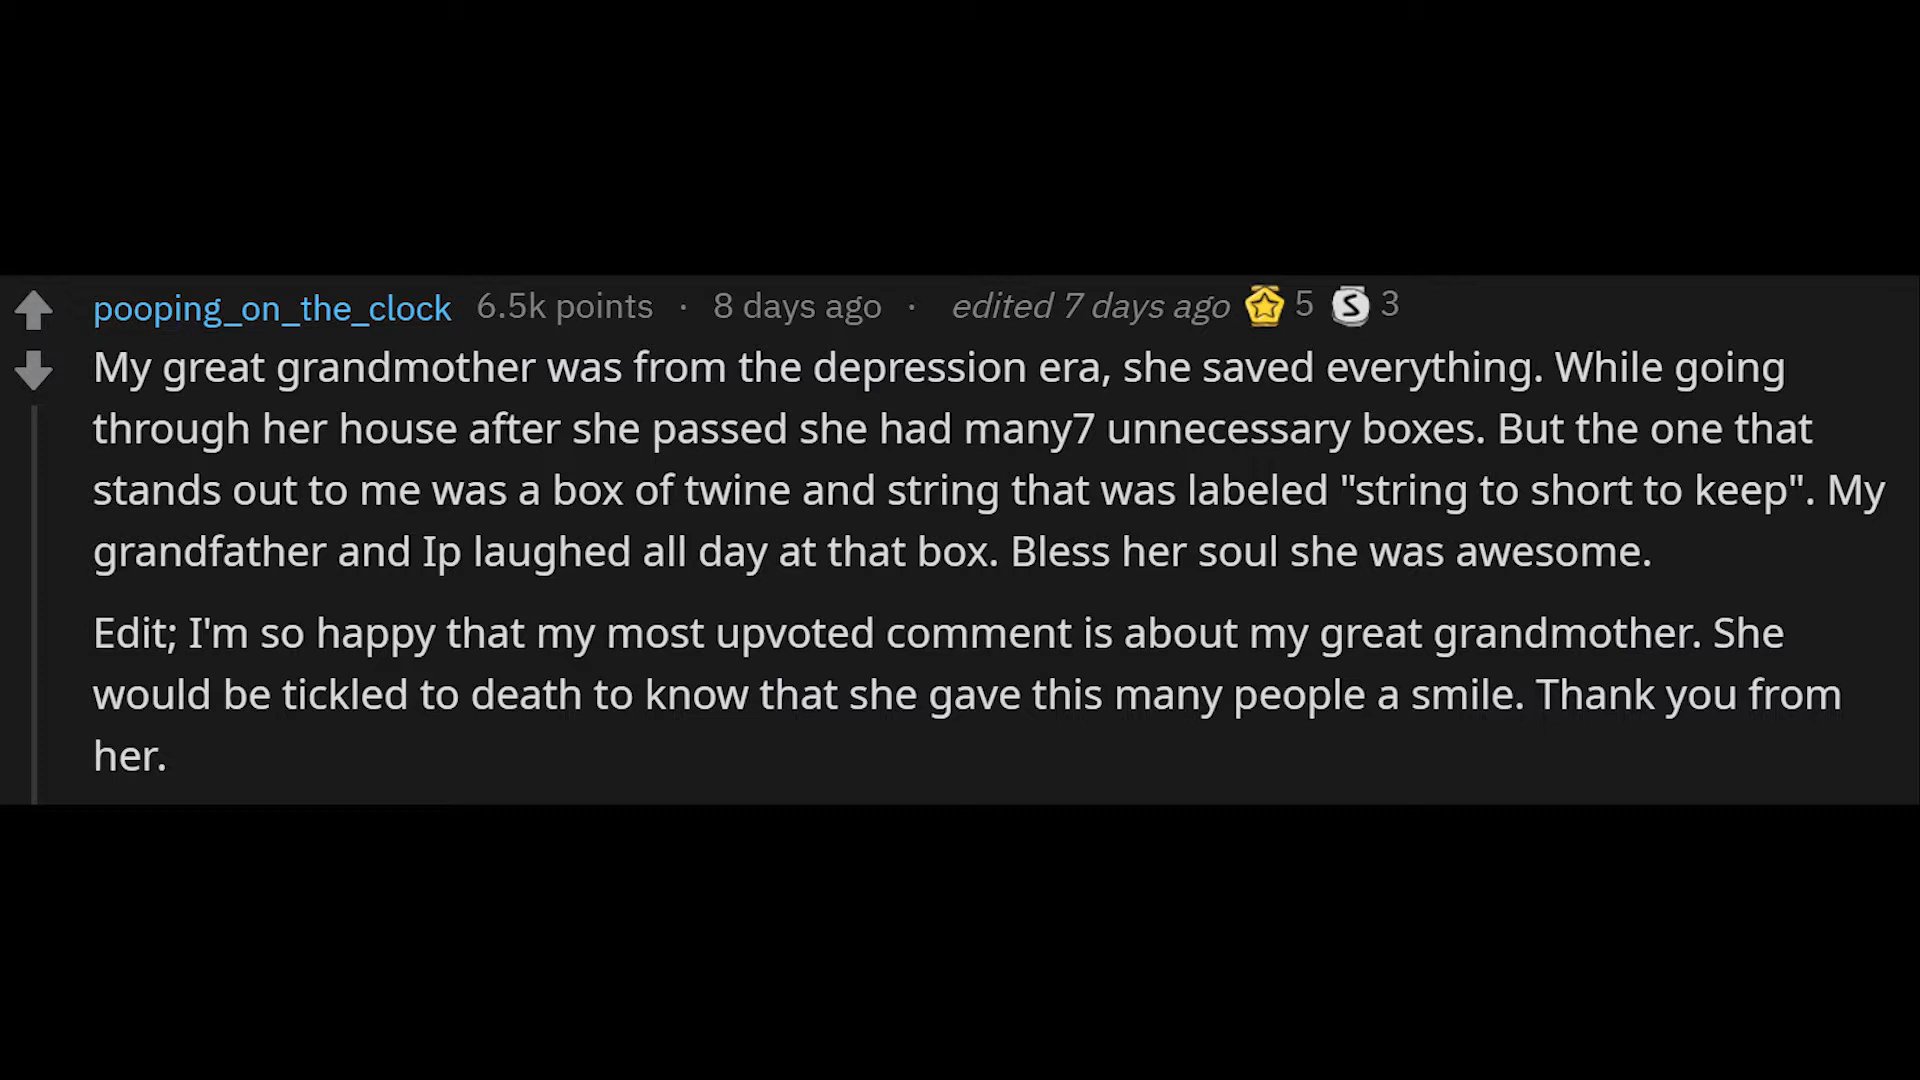 pooping_on_the_clock 6.5k points · 8 days ago · edited 7 days ago 5 S 3
My great grandmother was from the depression era, she saved everything. While going
through her house after she passed she had many7 unnecessary boxes. But the one that
stands out to me was a box of twine and string that was labeled "string to short to keep". My
grandfather and Ip laughed all day at that box. Bless her soul she was awesome.
Edit; I'm so happy that my most upvoted comment is about my great grandmother. She
would be tickled to death to know that she gave this many people a smile. Thank you from
her.